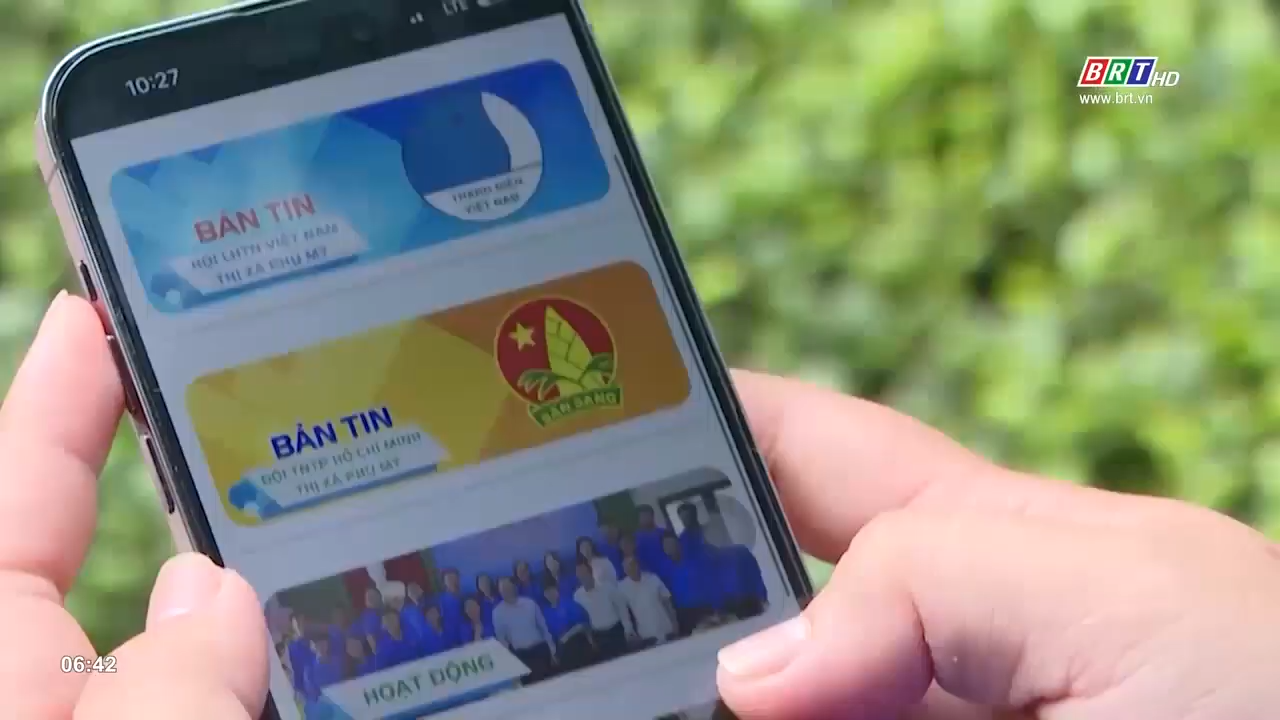 LTE
10:27
BRT HD
www.brt.vn
THANH NIÊN
VIỆT NAM
BẢN TIN
HỘI LHTN VIỆT NAM
THỊ XÃ PHÚ MỸ
SẴN SÀNG
BẢN TIN
ĐỘI TNTP HỒ CHÍ MINH
THỊ XÃ PHÚ MỸ
HOẠT ĐỘNG
06:42